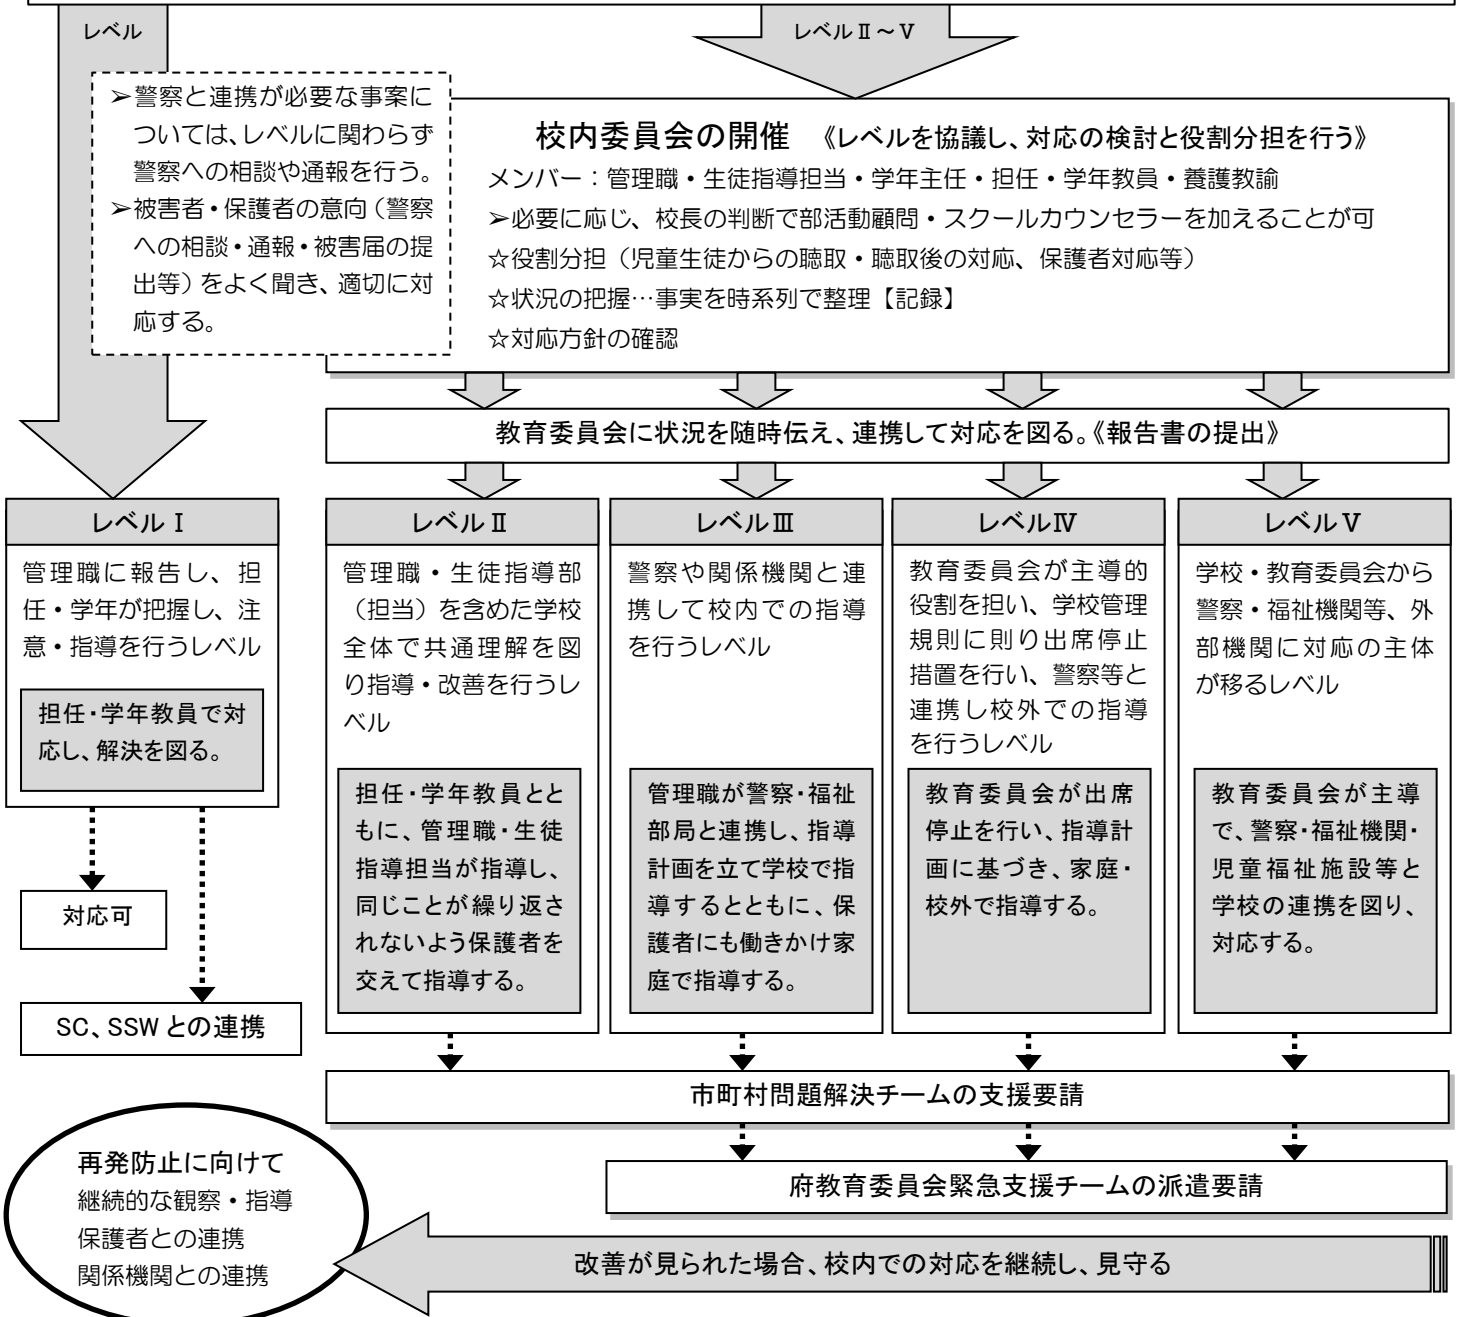 レベル
レベルⅡ～Ⅴ
➢警察と連携が必要な事案に
ついては、レベルに関わらず
警察への相談や通報を行う。
➢被害者・保護者の意向（警察
への相談・通報・被害届の提
出等）をよく聞き、適切に対
応する。
校内委員会の開催　《レベルを協議し、対応の検討と役割分担を行う》
メンバー：管理職・生徒指導担当・学年主任・担任・学年教員・養護教諭
➢必要に応じ、校長の判断で部活動顧問・スクールカウンセラーを加えることが可
☆役割分担（児童生徒からの聴取・聴取後の対応、保護者対応等）
☆状況の把握…事実を時系列で整理【記録】
☆対応方針の確認
教育委員会に状況を随時伝え、連携して対応を図る。《報告書の提出》
レベルⅠ
管理職に報告し、担
任・学年が把握し、注
意・指導を行うレベル
担任・学年教員で対
応し、解決を図る。
対応可
SC、SSWとの連携
レベルⅡ
管理職・生徒指導部
（担当）を含めた学校
全体で共通理解を図
り指導・改善を行うレ
ベル
担任・学年教員とと
もに、管理職・生徒
指導担当が指導し、
同じことが繰り返さ
れないよう保護者を
交えて指導する。
レベルⅢ
警察や関係機関と連
携して校内での指導
を行うレベル
管理職が警察・福祉
部局と連携し、指導
計画を立て学校で指
導するとともに、保
護者にも働きかけ家
庭で指導する。
レベルⅣ
教育委員会が主導的
役割を担い、学校管理
規則に則り出席停止
措置を行い、警察等と
連携し校外での指導
を行うレベル
教育委員会が出席
停止を行い、指導計
画に基づき、家庭・
校外で指導する。
レベルⅤ
学校・教育委員会から
警察・福祉機関等、外
部機関に対応の主体
が移るレベル
教育委員会が主導
で、警察・福祉機関・
児童福祉施設等と
学校の連携を図り、
対応する。
市町村問題解決チームの支援要請
府教育委員会緊急支援チームの派遣要請
再発防止に向けて
継続的な観察・指導
保護者との連携
関係機関との連携
改善が見られた場合、校内での対応を継続し、見守る